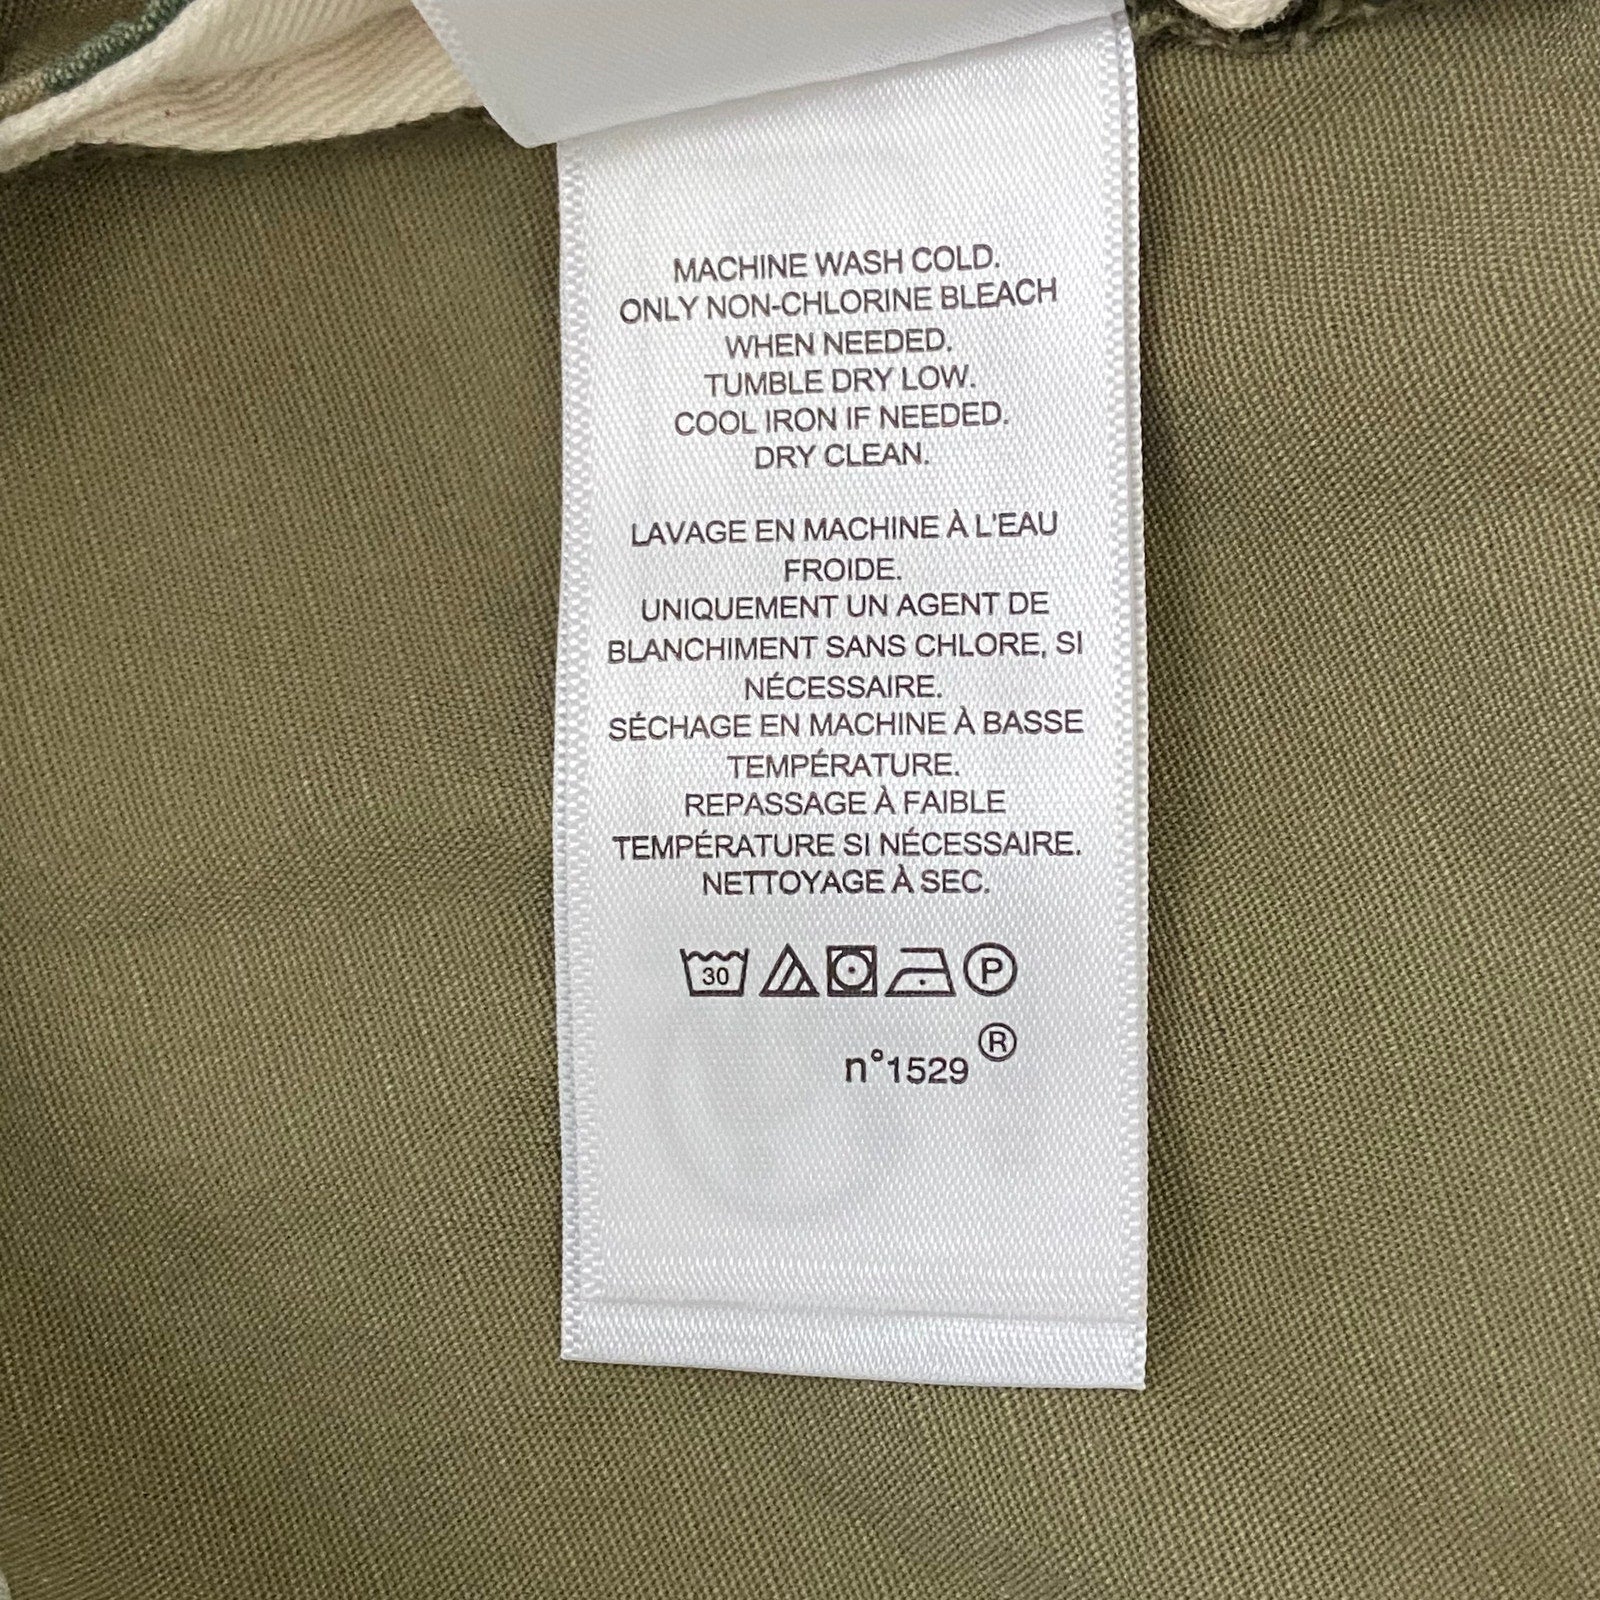 MACHINE WASH COLD.
ONLY NON-CHLORINE BLEACH
WHEN NEEDED.
TUMBLE DRY LOW.
COOL IRON IF NEEDED.
DRY CLEAN.
LAVAGE EN MACHINE À L'EAU
FROIDE.
UNIQUEMENT UN AGENT DE
BLANCHIMENT SANS CHLORE, SI
NÉCESSAIRE.
SÉCHAGE EN MACHINE À BASSE
TEMPÉRATURE.
REPASSAGE À FAIBLE
TEMPÉRATURE SI NÉCESSAIRE.
NETTOYAGE À SEC.
30 P
n°1529 ®